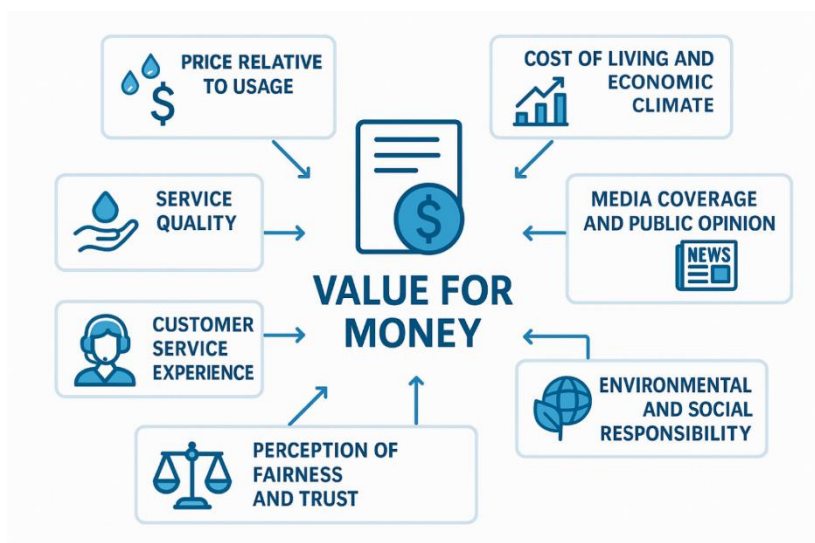 PRICE RELATIVE
TO USAGE
$
COST OF LIVING AND
ECONOMIC
CLIMATE
SERVICE
QUALITY
$
MEDIA COVERAGE
AND PUBLIC OPINION
NEWS
VALUE FOR
MONEY
CUSTOMER
SERVICE
EXPERIENCE
ENVIRONMENTAL
AND SOCIAL
RESPONSIBILITY
PERCEPTION OF
FAIRNESS
AND TRUST